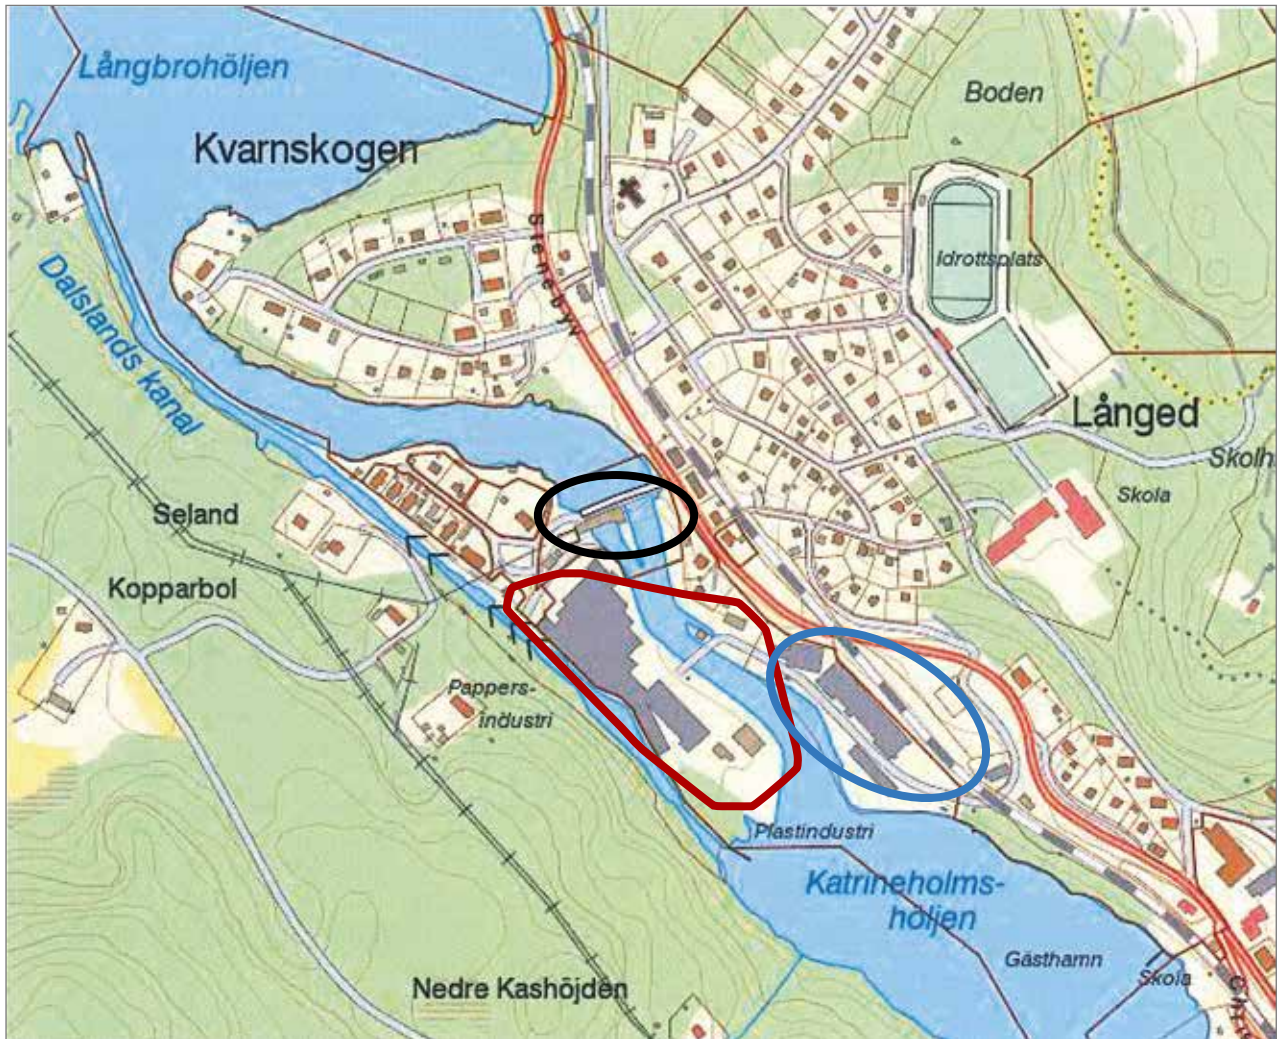 Långbrohöljen
Boden
Kvarnskogen
Stenebyv
Idrottsplats
Dalslands kanal
Långed
Skolh
Skola
Seland
Kopparbol
Pappers-
industri
Plastindustri
Katrineholms-
höljen
Gästhamn
Skola
Nedre Kashöjden